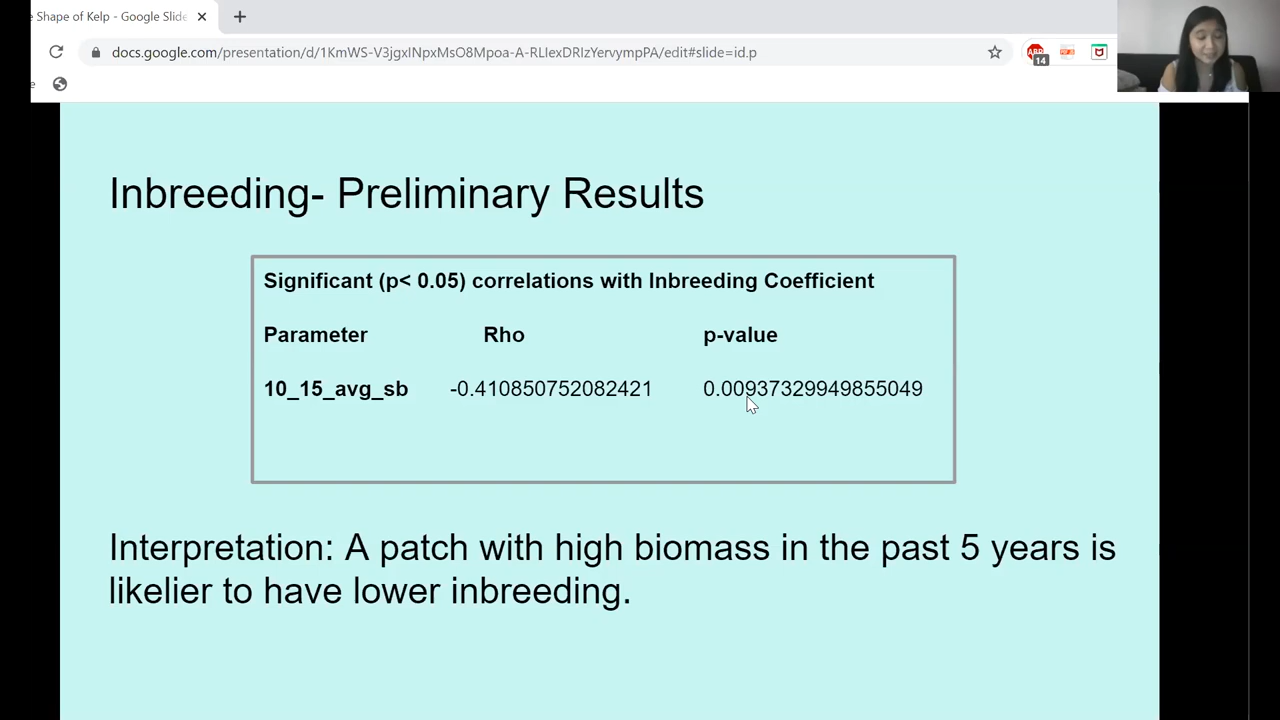 e Shape of Kelp - Google Slide
docs.google.com/presentation/d/1KmWS-V3jgxINpxMsO8Mpoa-A-RLIexDRIzYervympPA/edit#slide=id.p
14
e
Inbreeding- Preliminary Results
Significant (p< 0.05) correlations with Inbreeding Coefficient
Parameter Rho p-value
10_15_avg_sb -0.410850752082421 0.00937329949855049
Interpretation: A patch with high biomass in the past 5 years is
likelier to have lower inbreeding.